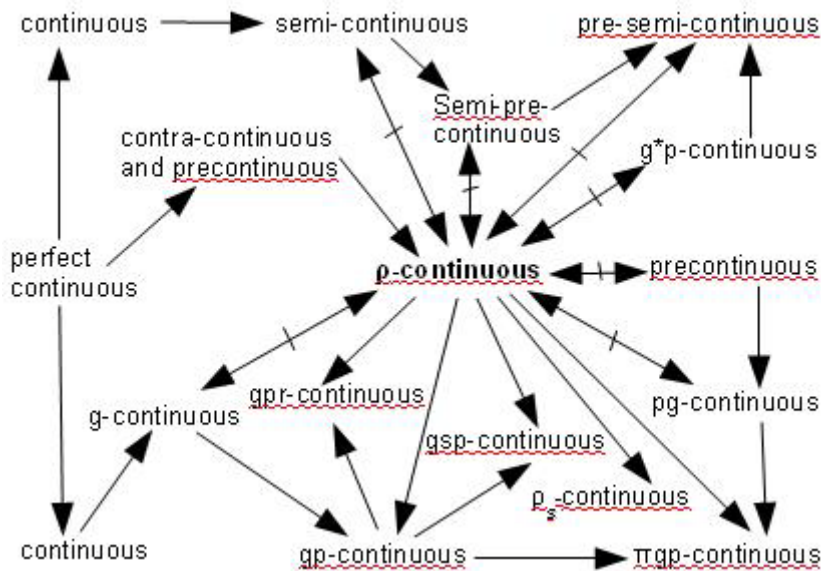 continuous
semi-continuous
pre-semi-continuous
Semi-pre-
continuous
contra-continuous
and precontinuous
g*p-continuous
perfect
continuous
ρ-continuous
precontinuous
g-continuous
gpr-continuous
pg-continuous
gsp-continuous
ρs-continuous
continuous
gp-continuous
πgp-continuous